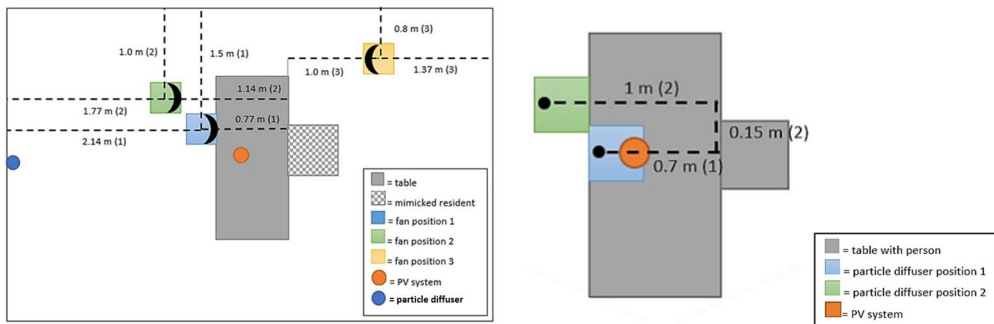 1.0 m (2)
1.5 m (1)
0.8 m (3)
1.0 m (3)
1.37 m (3)
1.14 m (2)
1.77 m (2)
0.77 m (1)
2.14 m (1)
= table
= mimicked resident
= fan position 1
= fan position 2
= fan position 3
= PV system
= particle diffuser
1 m (2)
0.15 m (2)
0.7 m (1)
= table with person
= particle diffuser position 1
= particle diffuser position 2
= PV system